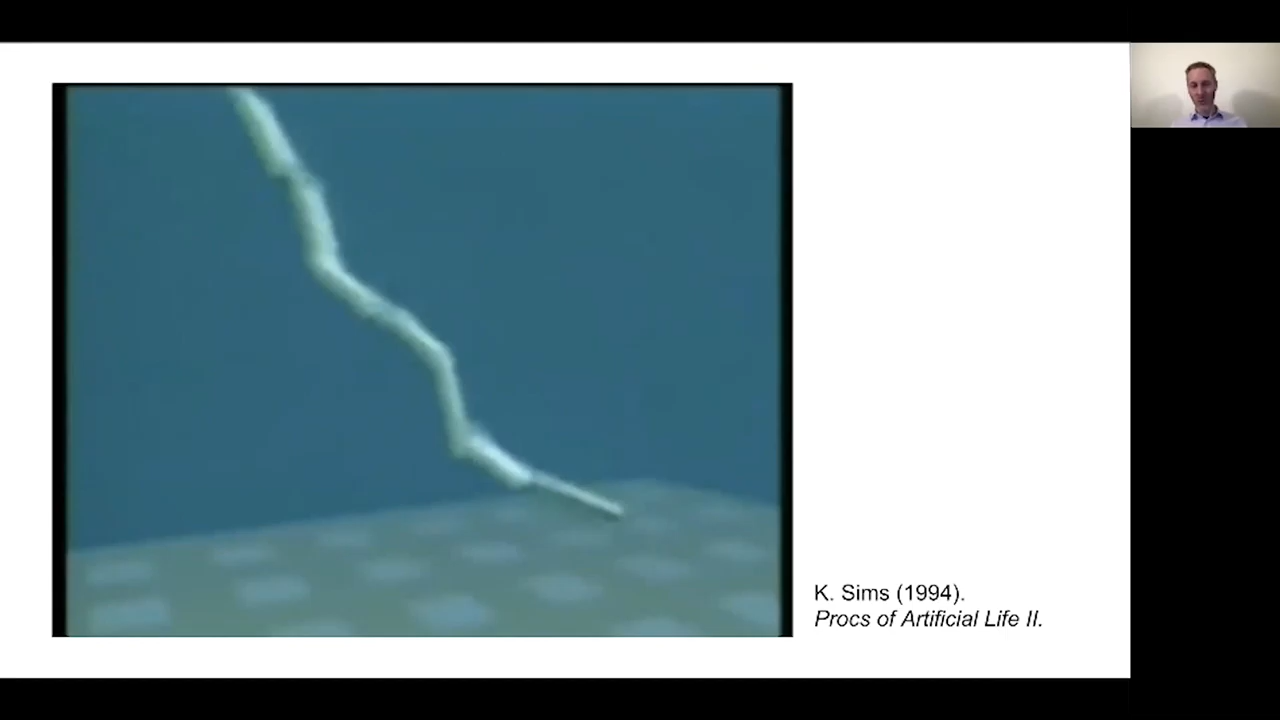 K. Sims (1994).
Procs of Artificial Life II.